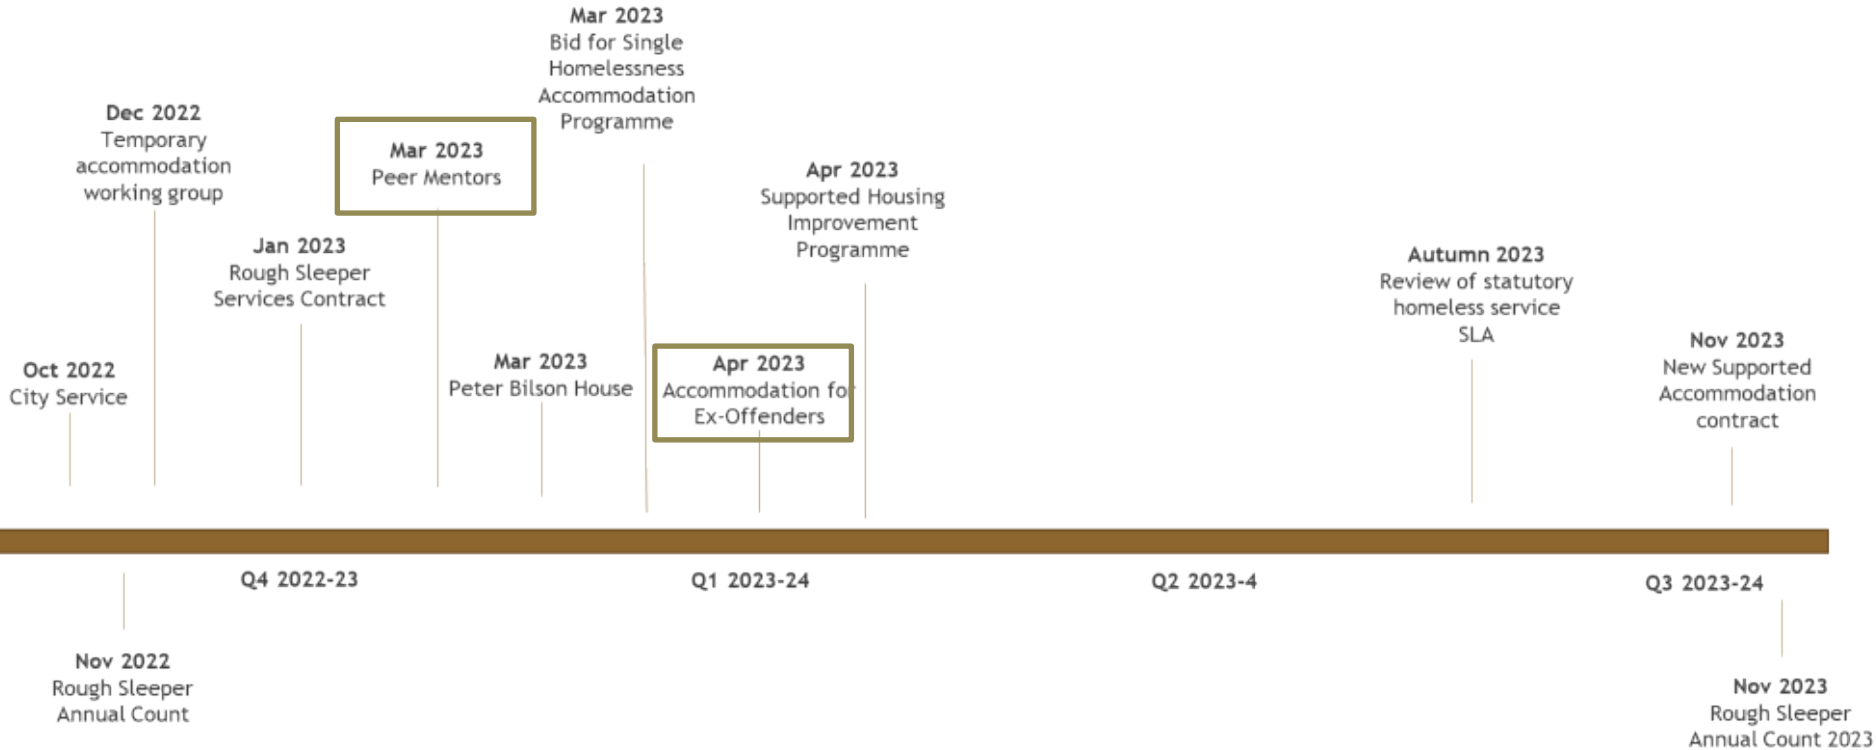 Mar 2023
Bid for Single
Homelessness
Accommodation
Programme
Dec 2022
Temporary
accommodation
working group
Mar 2023
Peer Mentors
Apr 2023
Supported Housing
Improvement
Programme
Jan 2023
Rough Sleeper
Services Contract
Autumn 2023
Review of statutory
homeless service
SLA
Nov 2023
New Supported
Accommodation
contract
Oct 2022
City Service
Mar 2023
Peter Bilson House
Apr 2023
Accommodation for
Ex-Offenders
Q4 2022-23
Q1 2023-24
Q2 2023-4
Q3 2023-24
Nov 2022
Rough Sleeper
Annual Count
Nov 2023
Rough Sleeper
Annual Count 2023